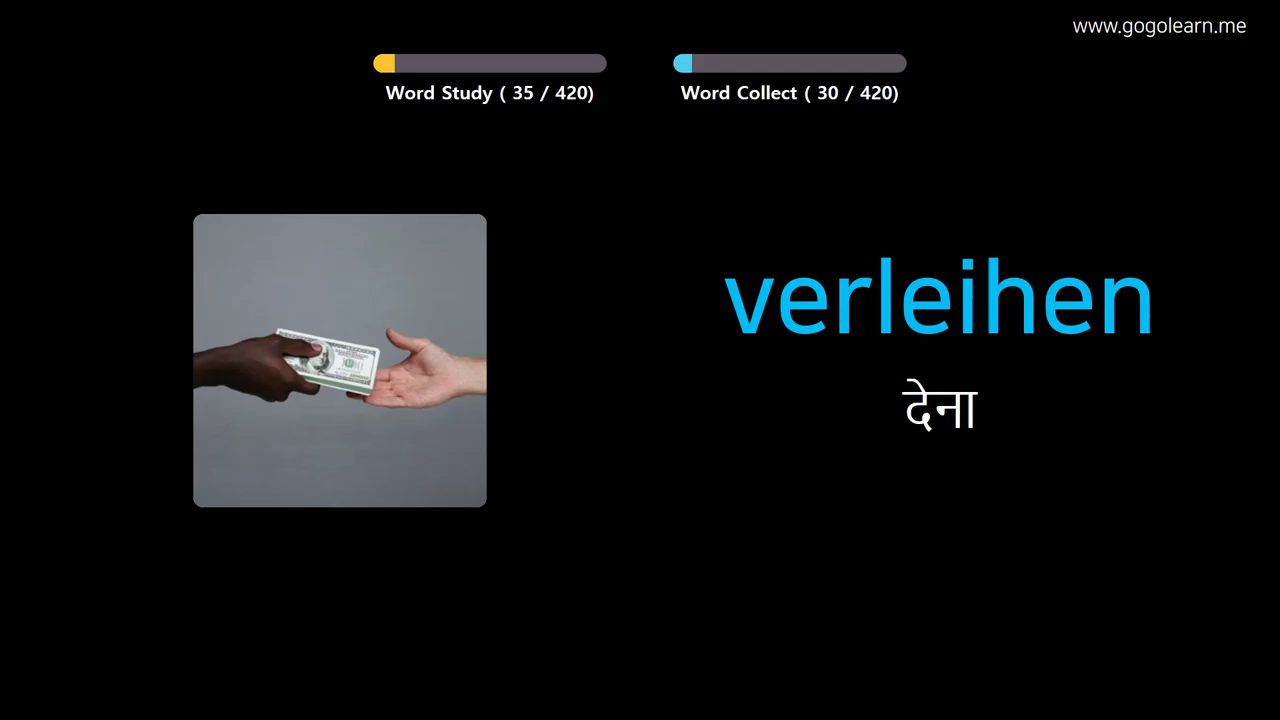 www.gogolearn.me
Word Study ( 35 / 420)
Word Collect ( 30 / 420)
verleihen
देना